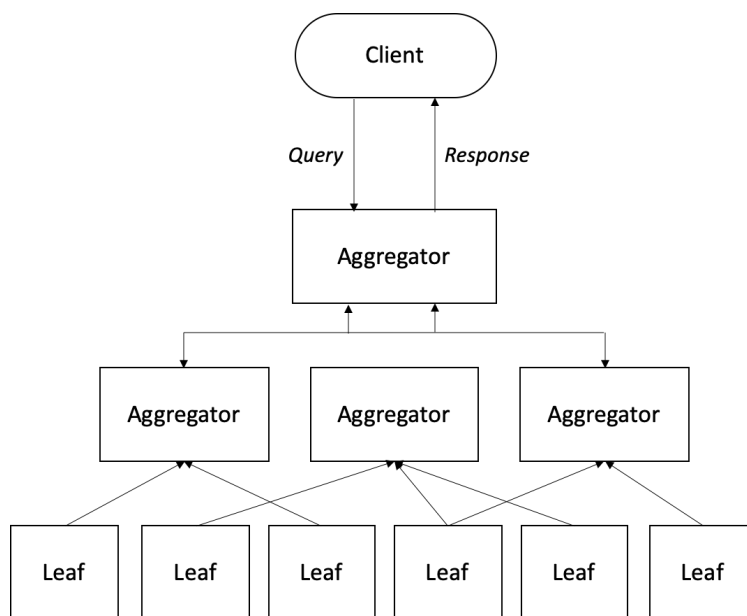 Client
Query
Response
Aggregator
Aggregator
Aggregator
Aggregator
Leaf
Leaf
Leaf
Leaf
Leaf
Leaf